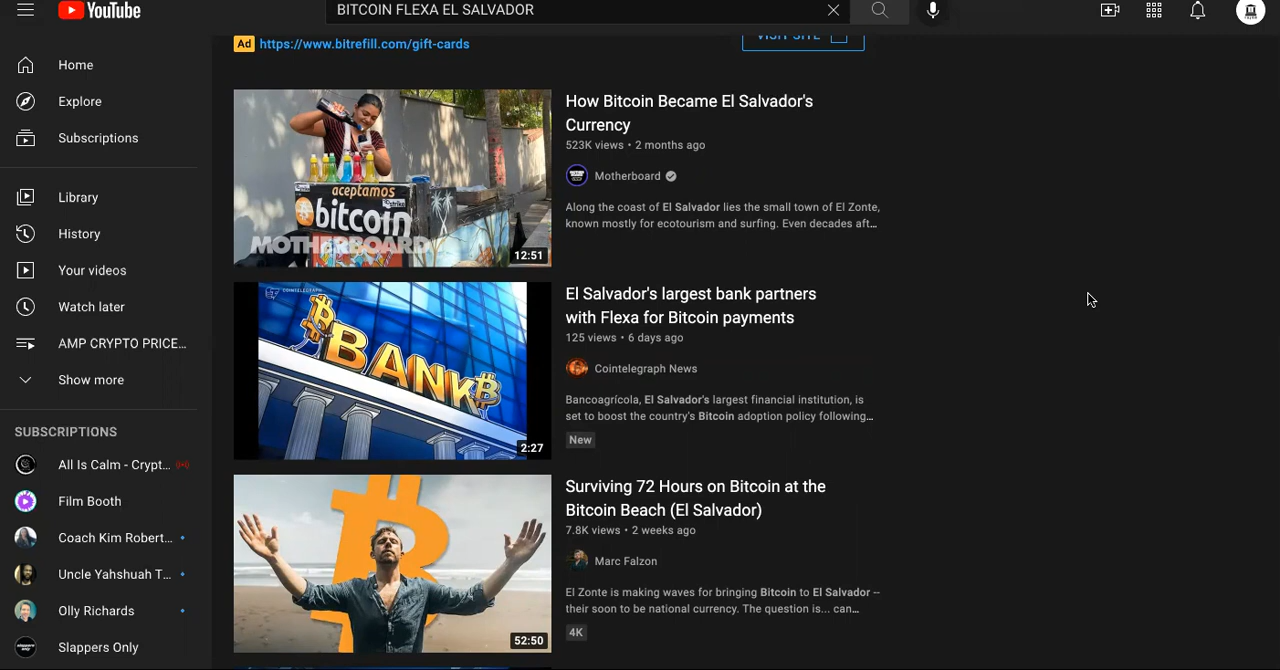 YouTube
BITCOIN FLEXA EL SALVADOR
Ad https://www.bitrefill.com/gift-cards
VISIT SITE
Home
Explore
Subscriptions
Library
History
Your videos
Watch later
AMP CRYPTO PRICE...
Show more
SUBSCRIPTIONS
All Is Calm - Crypt...
Film Booth
Coach Kim Robert...
Uncle Yahshuah T...
Olly Richards
Slappers Only
aceptamos
bitcoin
MOTHERBOARD
12:51
How Bitcoin Became El Salvador's
Currency
523K views • 2 months ago
Motherboard
Along the coast of El Salvador lies the small town of El Zonte,
known mostly for ecotourism and surfing. Even decades aft...
COINTELEGRAPH
BANK
2:27
El Salvador's largest bank partners
with Flexa for Bitcoin payments
125 views • 6 days ago
Cointelegraph News
Bancoagrícola, El Salvador's largest financial institution, is
set to boost the country's Bitcoin adoption policy following...
New
52:50
Surviving 72 Hours on Bitcoin at the
Bitcoin Beach (El Salvador)
7.8K views • 2 weeks ago
Marc Falzon
El Zonte is making waves for bringing Bitcoin to El Salvador --
their soon to be national currency. The question is... can...
4K